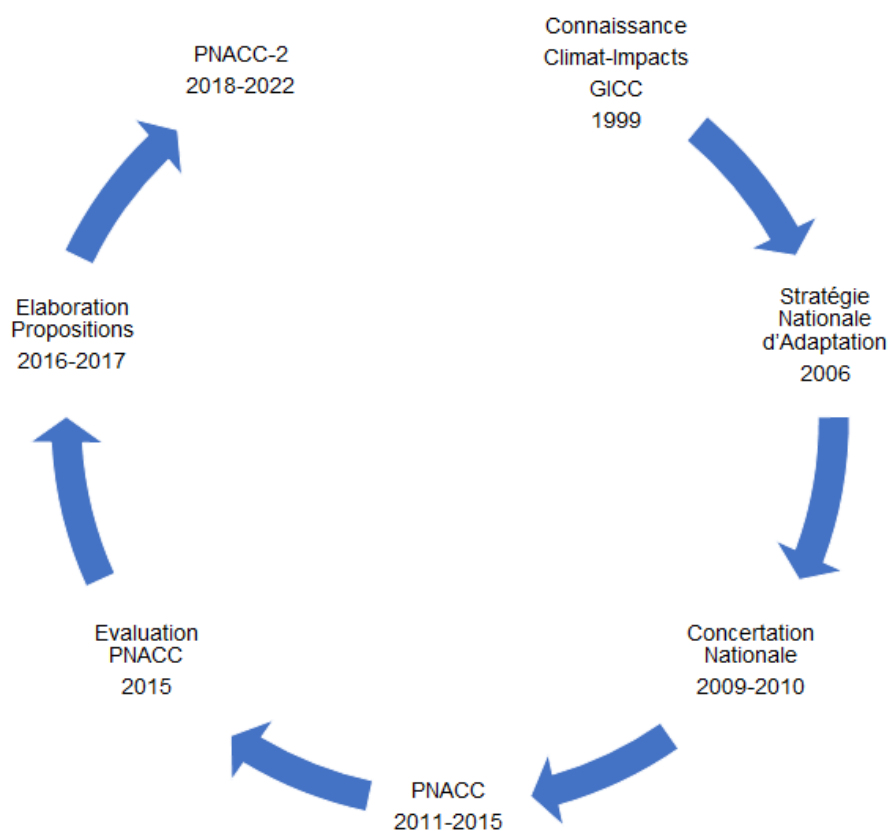 Connaissance
Climat-Impacts
GICC
1999
Stratégie
Nationale
d'Adaptation
2006
Concertation
Nationale
2009-2010
PNACC
2011-2015
Evaluation
PNACC
2015
Elaboration
Propositions
2016-2017
PNACC-2
2018-2022